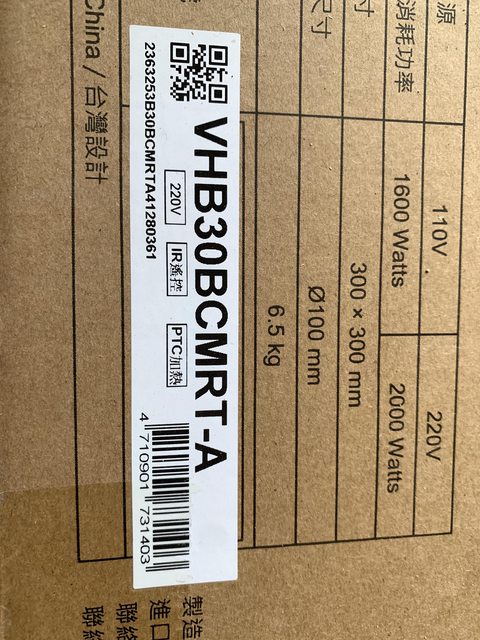 源
110V
220V
消耗功率
1600 Watts
2000 Watts
寸
300 × 300 mm
尺寸
Ø100 mm
6.5 kg
VHB30BCMRT-A
220V
IR遙控
PTC加熱
2363253B30BCMRTA41280361
4 710901 731403
China / 台灣設計
製造
進口
聯絡
聯絡